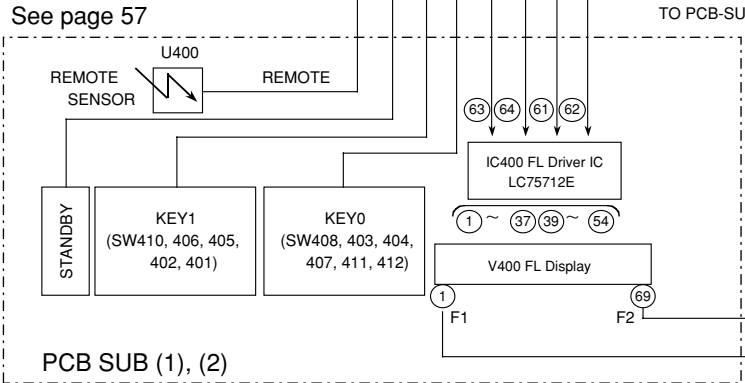 See page 57
TO PCB-SU
U400
REMOTE
SENSOR
REMOTE
63 64 61 62
IC400 FL Driver IC
LC75712E
1 ~ 37 39 ~ 54
STANDBY
KEY1
(SW410, 406, 405,
402, 401)
KEY0
(SW408, 403, 404,
407, 411, 412)
V400 FL Display
1
69
F1
F2
PCB SUB (1), (2)